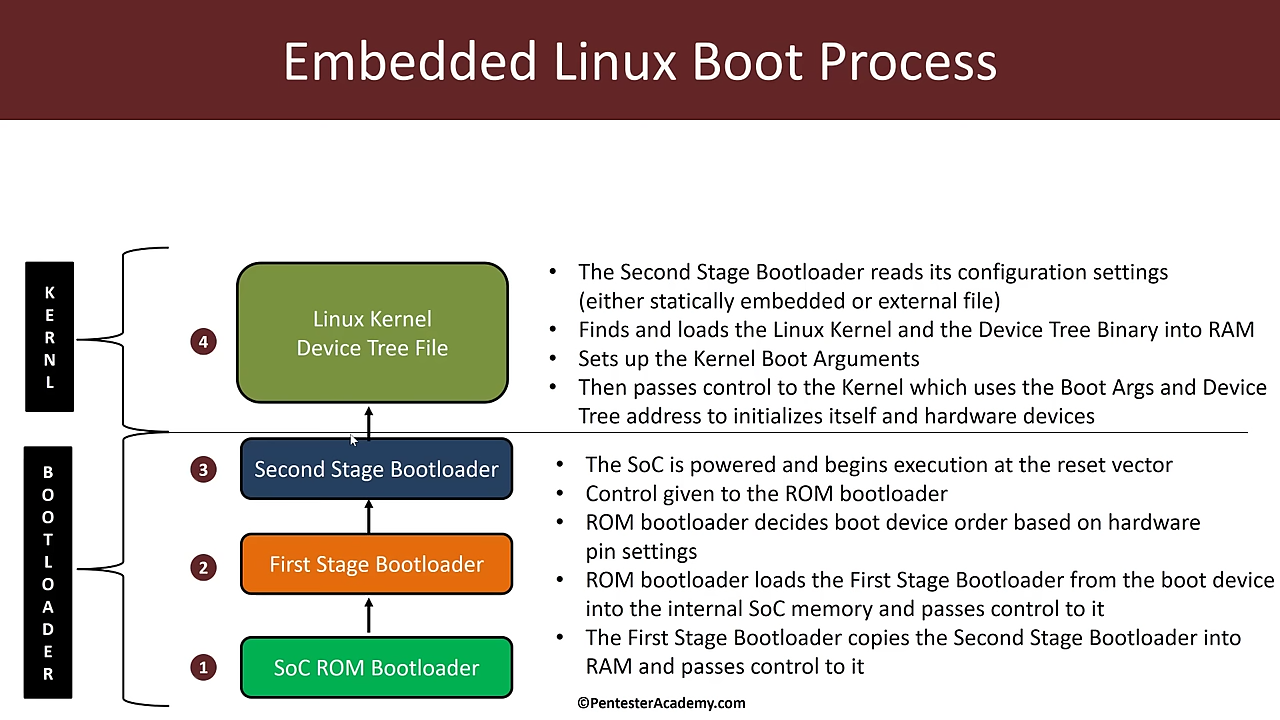 Embedded Linux Boot Process
KERNL
4
Linux Kernel
Device Tree File
• The Second Stage Bootloader reads its configuration settings
(either statically embedded or external file)
• Finds and loads the Linux Kernel and the Device Tree Binary into RAM
• Sets up the Kernel Boot Arguments
• Then passes control to the Kernel which uses the Boot Args and Device
Tree address to initializes itself and hardware devices
BOOTLOADER
3
Second Stage Bootloader
2
First Stage Bootloader
1
SoC ROM Bootloader
• The SoC is powered and begins execution at the reset vector
• Control given to the ROM bootloader
• ROM bootloader decides boot device order based on hardware
pin settings
• ROM bootloader loads the First Stage Bootloader from the boot device
into the internal SoC memory and passes control to it
• The First Stage Bootloader copies the Second Stage Bootloader into
RAM and passes control to it
©PentesterAcademy.com